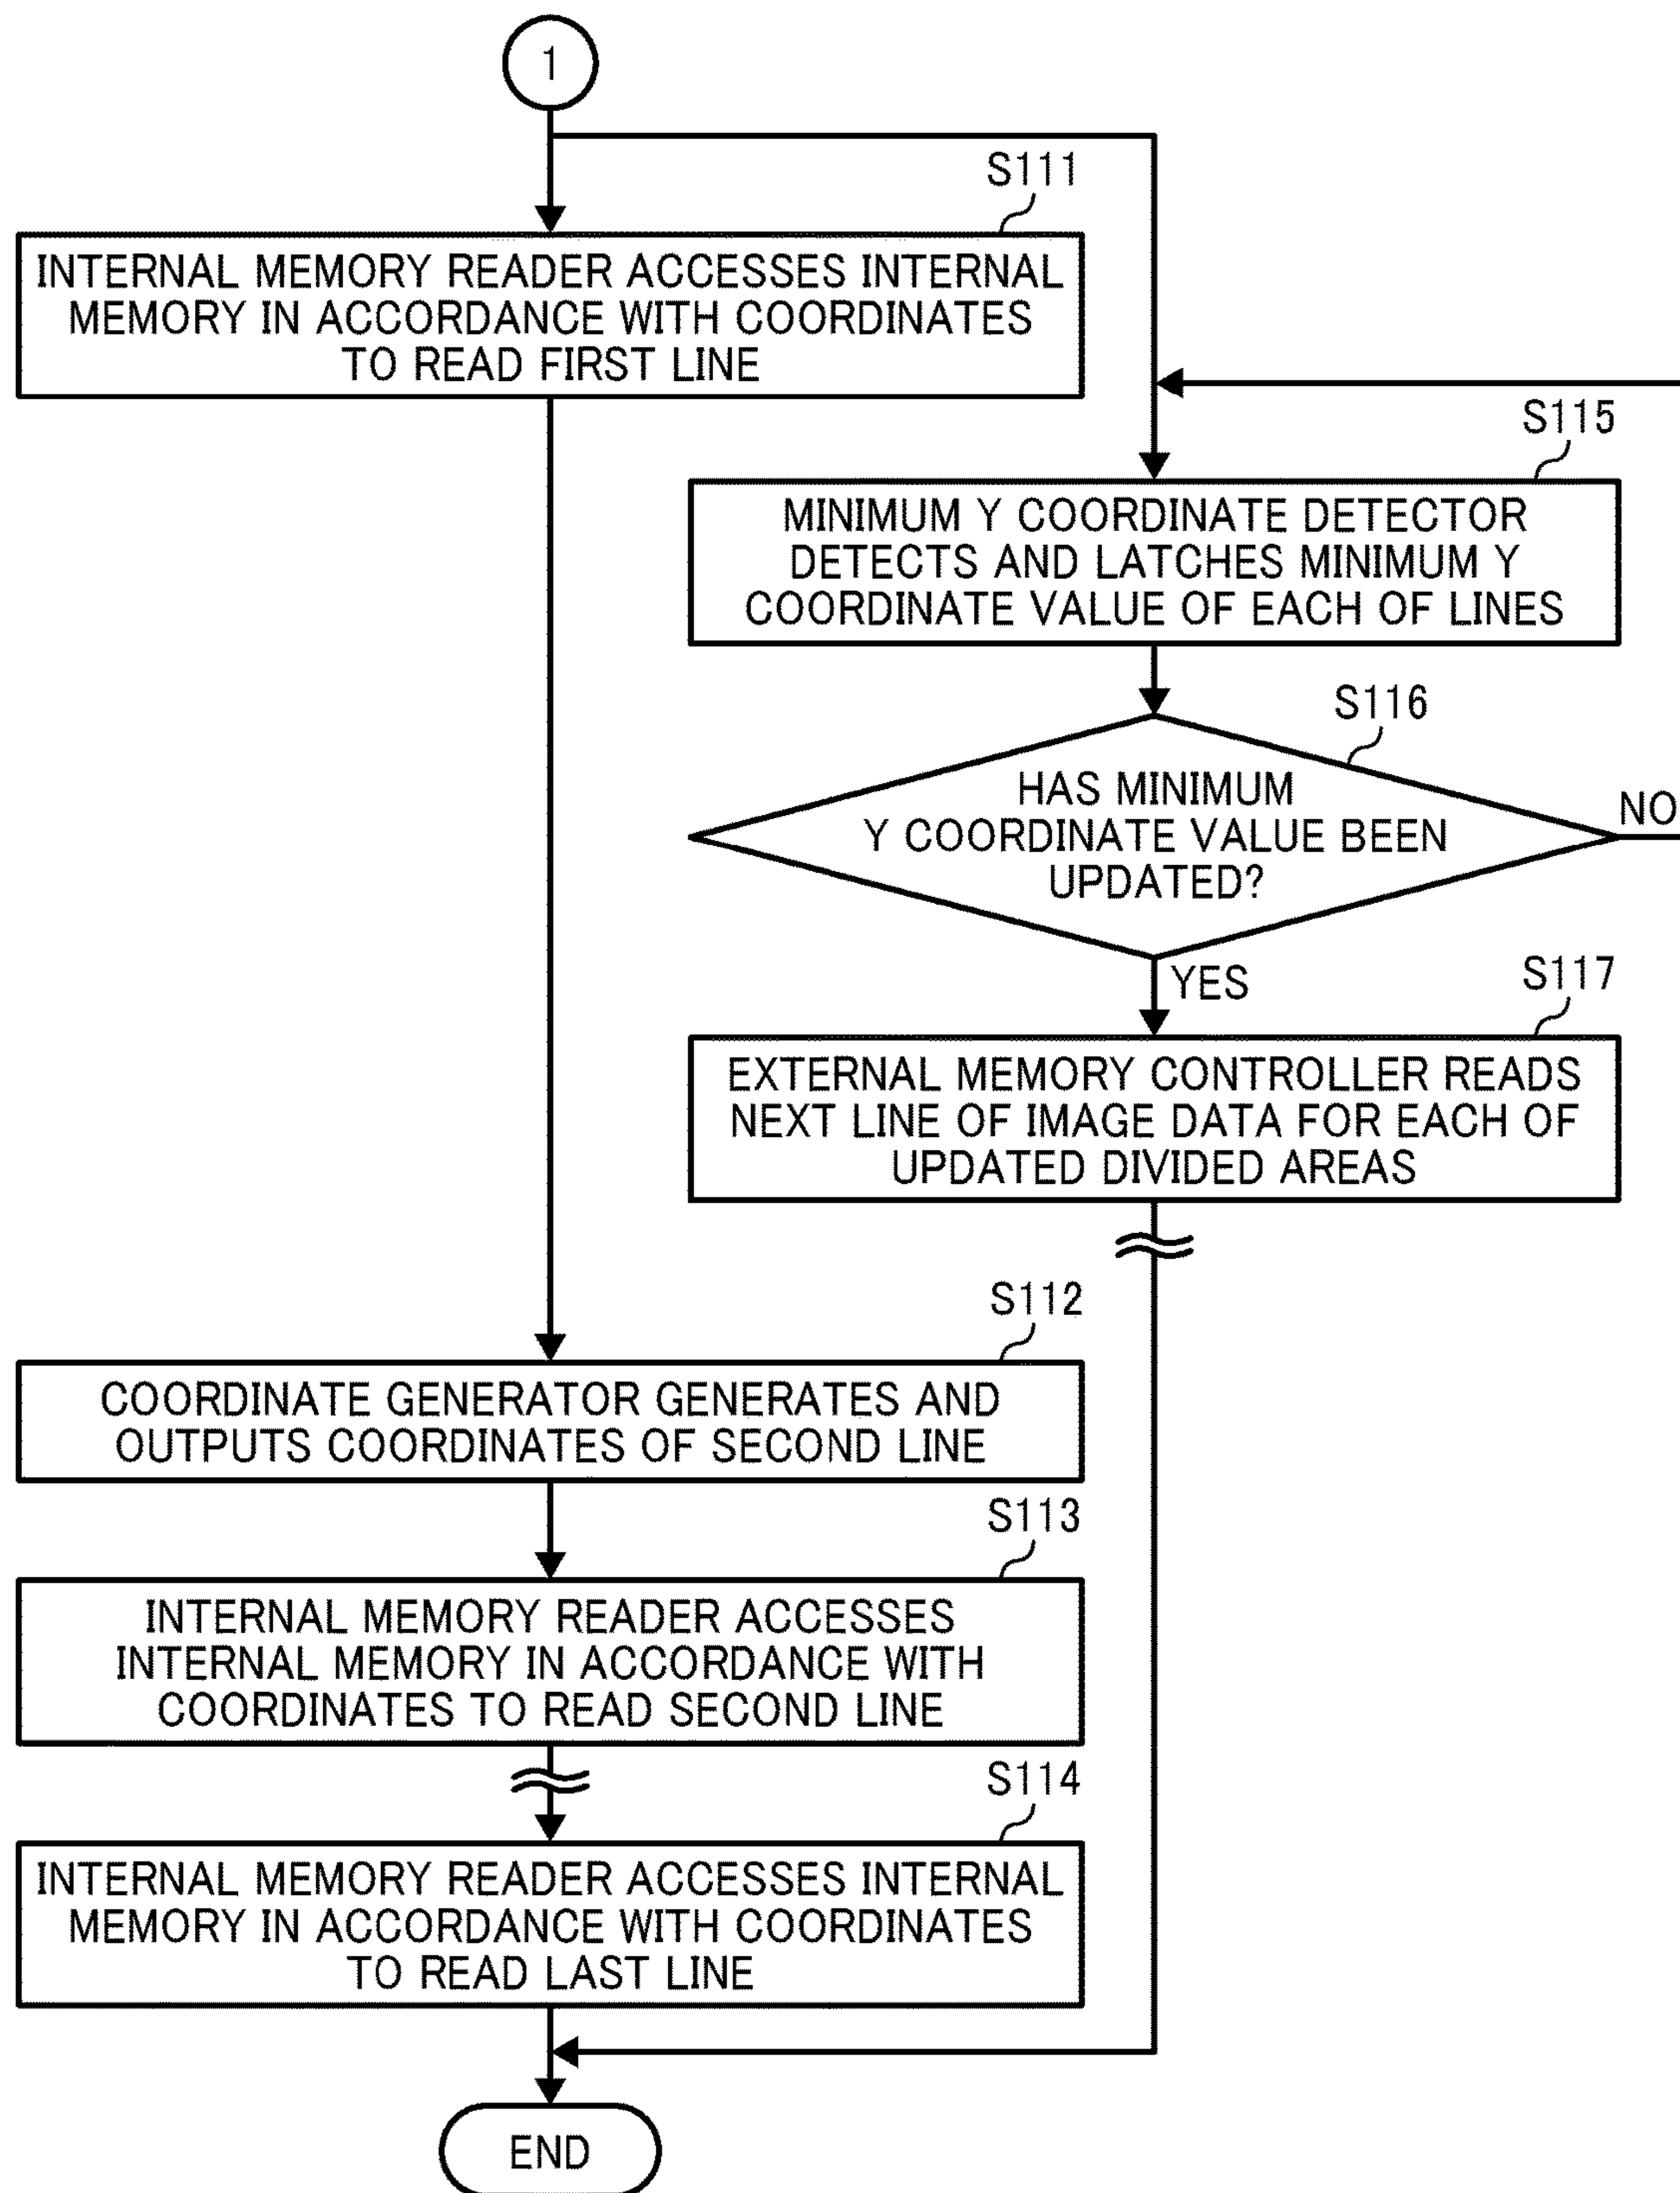 1
S111
INTERNAL MEMORY READER ACCESSES INTERNAL
MEMORY IN ACCORDANCE WITH COORDINATES
TO READ FIRST LINE
S115
MINIMUM Y COORDINATE DETECTOR
DETECTS AND LATCHES MINIMUM Y
COORDINATE VALUE OF EACH OF LINES
S116
HAS MINIMUM
Y COORDINATE VALUE BEEN
UPDATED?
NO
YES
S117
EXTERNAL MEMORY CONTROLLER READS
NEXT LINE OF IMAGE DATA FOR EACH OF
UPDATED DIVIDED AREAS
S112
COORDINATE GENERATOR GENERATES AND
OUTPUTS COORDINATES OF SECOND LINE
S113
INTERNAL MEMORY READER ACCESSES
INTERNAL MEMORY IN ACCORDANCE WITH
COORDINATES TO READ SECOND LINE
S114
INTERNAL MEMORY READER ACCESSES INTERNAL
MEMORY IN ACCORDANCE WITH COORDINATES
TO READ LAST LINE
END